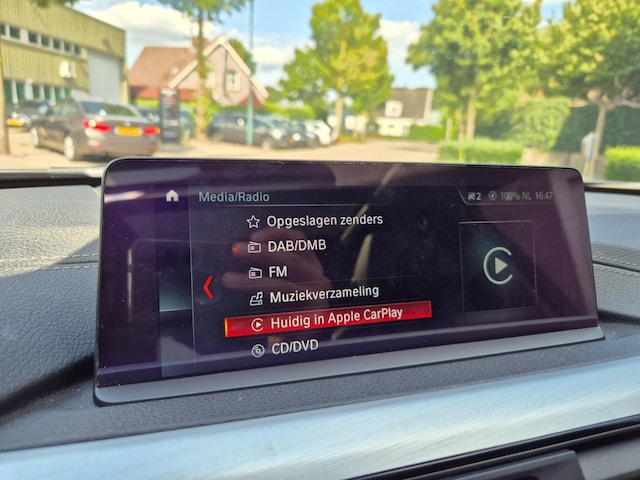 Media/Radio
2 100% NL 16:47
Opgeslagen zenders
DAB/DMB
FM
Muziekverzameling
Huidig in Apple CarPlay
CD/DVD